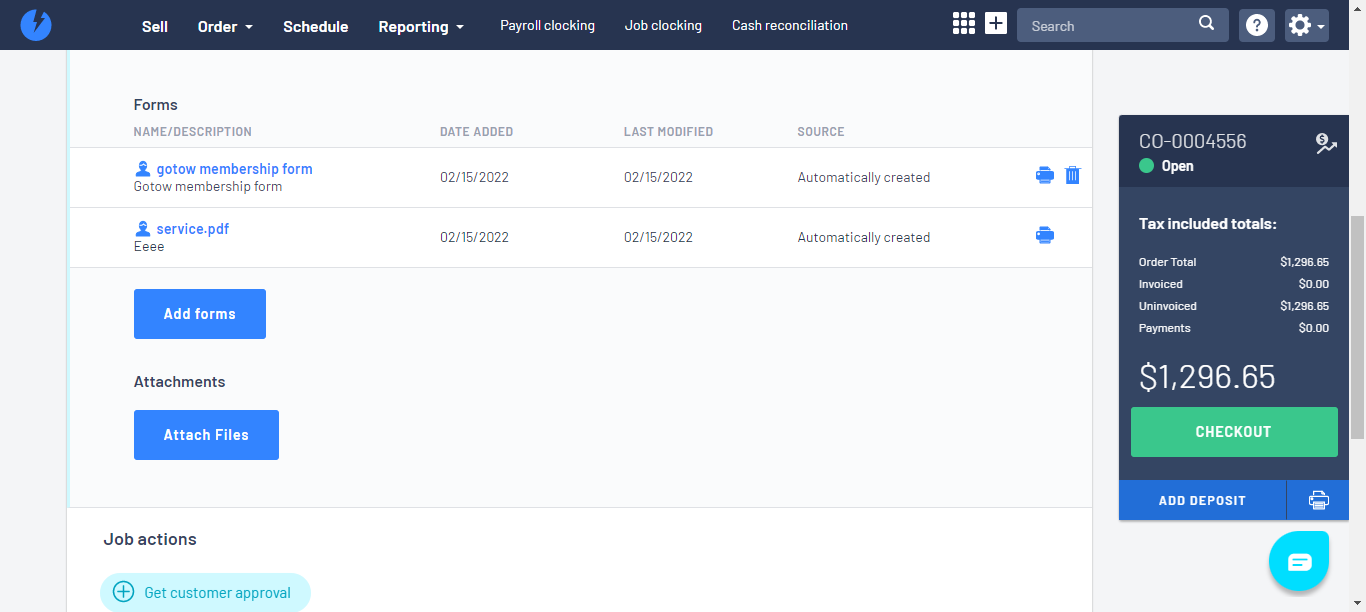 Sell Order Schedule Reporting Payroll clocking Job clocking Cash reconciliation Search ?
Forms
NAME/DESCRIPTION DATE ADDED LAST MODIFIED SOURCE
gotow membership form
Gotow membership form 02/15/2022 02/15/2022 Automatically created
service.pdf
Eeee 02/15/2022 02/15/2022 Automatically created
Add forms
Attachments
Attach Files
Job actions
Get customer approval
CO-0004556
Open
Tax included totals:
Order Total $1,296.65
Invoiced $0.00
Uninvoiced $1,296.65
Payments $0.00
$1,296.65
CHECKOUT
ADD DEPOSIT